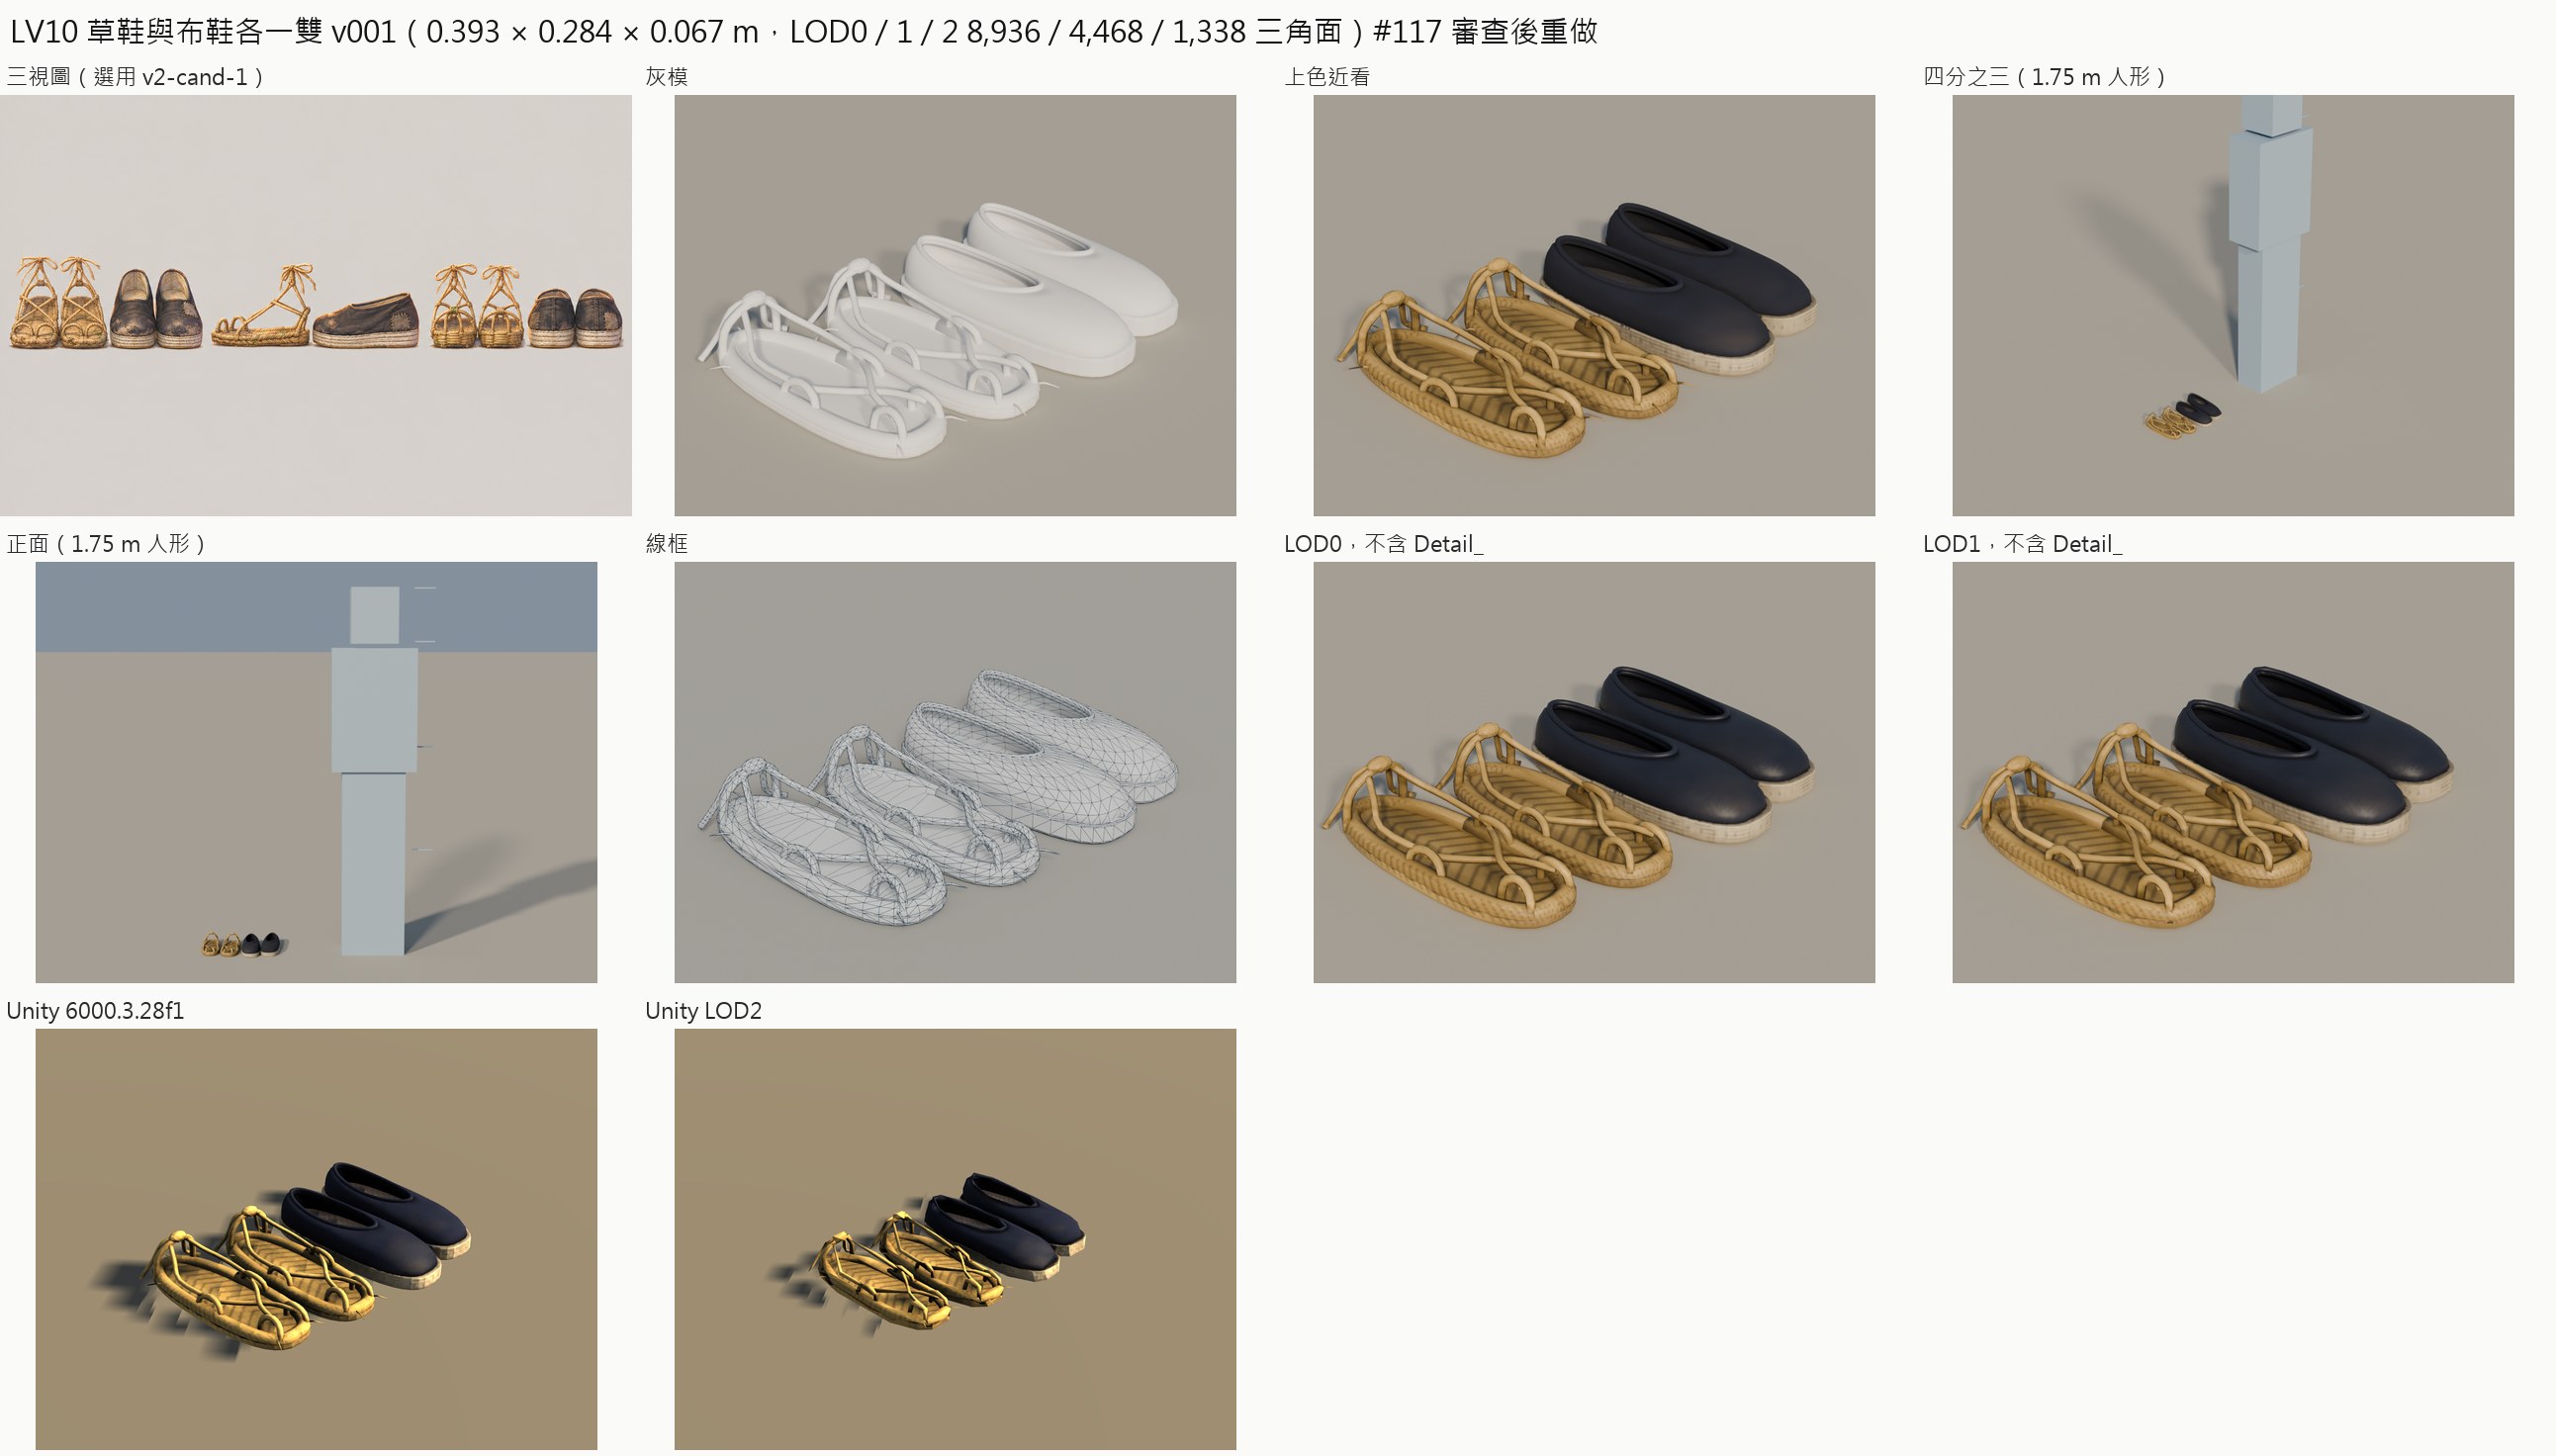 LV10 草鞋與布鞋各一雙 v001（0.393 × 0.284 × 0.067 m，LOD0 / 1 / 2 8,936 / 4,468 / 1,338 三角面）#117 審查後重做
三視圖（選用 v2-cand-1）
灰模
上色近看
四分之三（1.75 m 人形）
正面（1.75 m 人形）
線框
LOD0，不含 Detail_
LOD1，不含 Detail_
Unity 6000.3.28f1
Unity LOD2